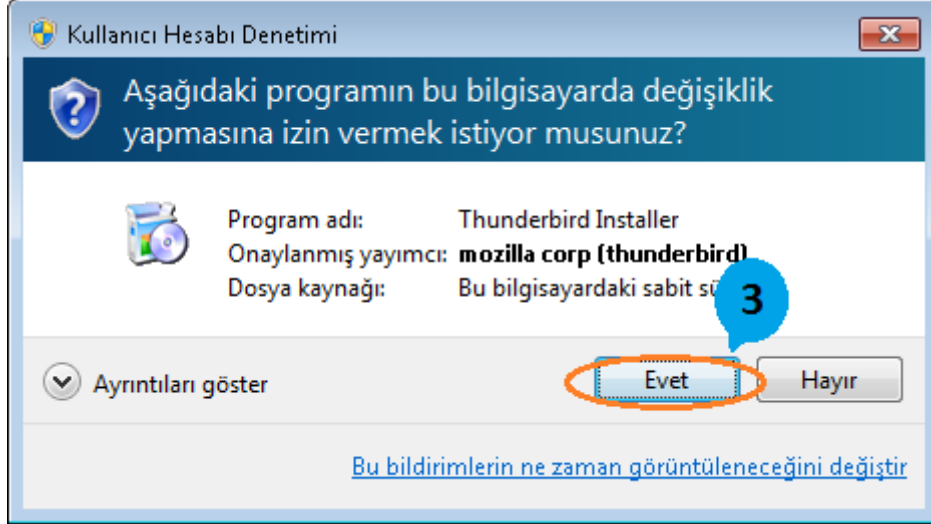 Kullanıcı Hesabı Denetimi
Aşağıdaki programın bu bilgisayarda değişiklik
yapmasına izin vermek istiyor musunuz?
Program adı: Thunderbird Installer
Onaylanmış yayımcı: mozilla corp (thunderbird)
Dosya kaynağı: Bu bilgisayardaki sabit
3
Ayrıntıları göster
Evet
Hayır
Bu bildirimlerin ne zaman görüntüleneceğini değiştir